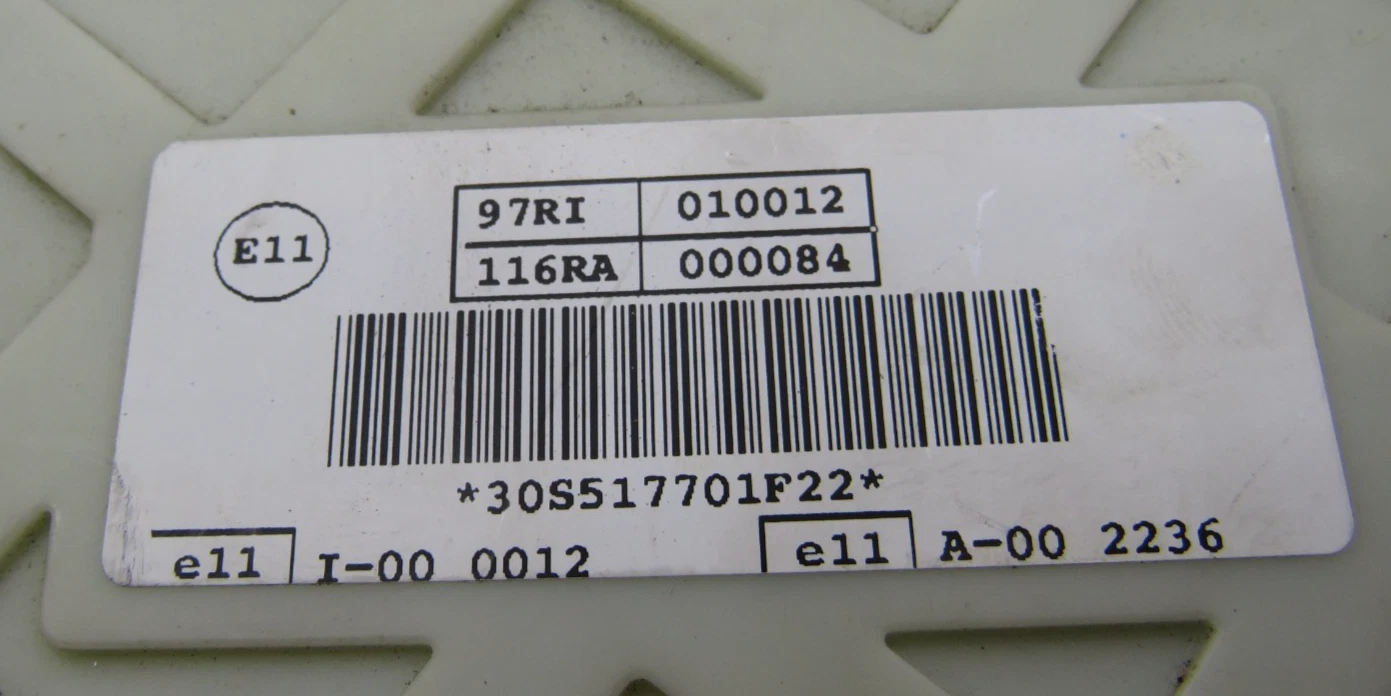 E11
97RI 010012
116RA 000084
*30S517701F22*
e11 I-00 0012 e11 A-00 2236